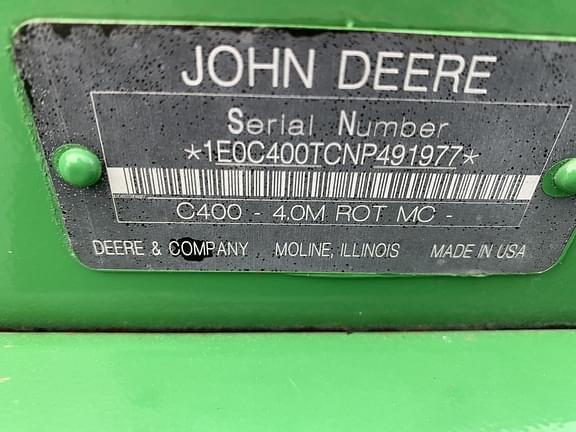 JOHN DEERE
Serial Number
*1E0C400TCNP491977*
C400 - 4.0M ROT MC -
DEERE & COMPANY MOLINE, ILLINOIS MADE IN USA